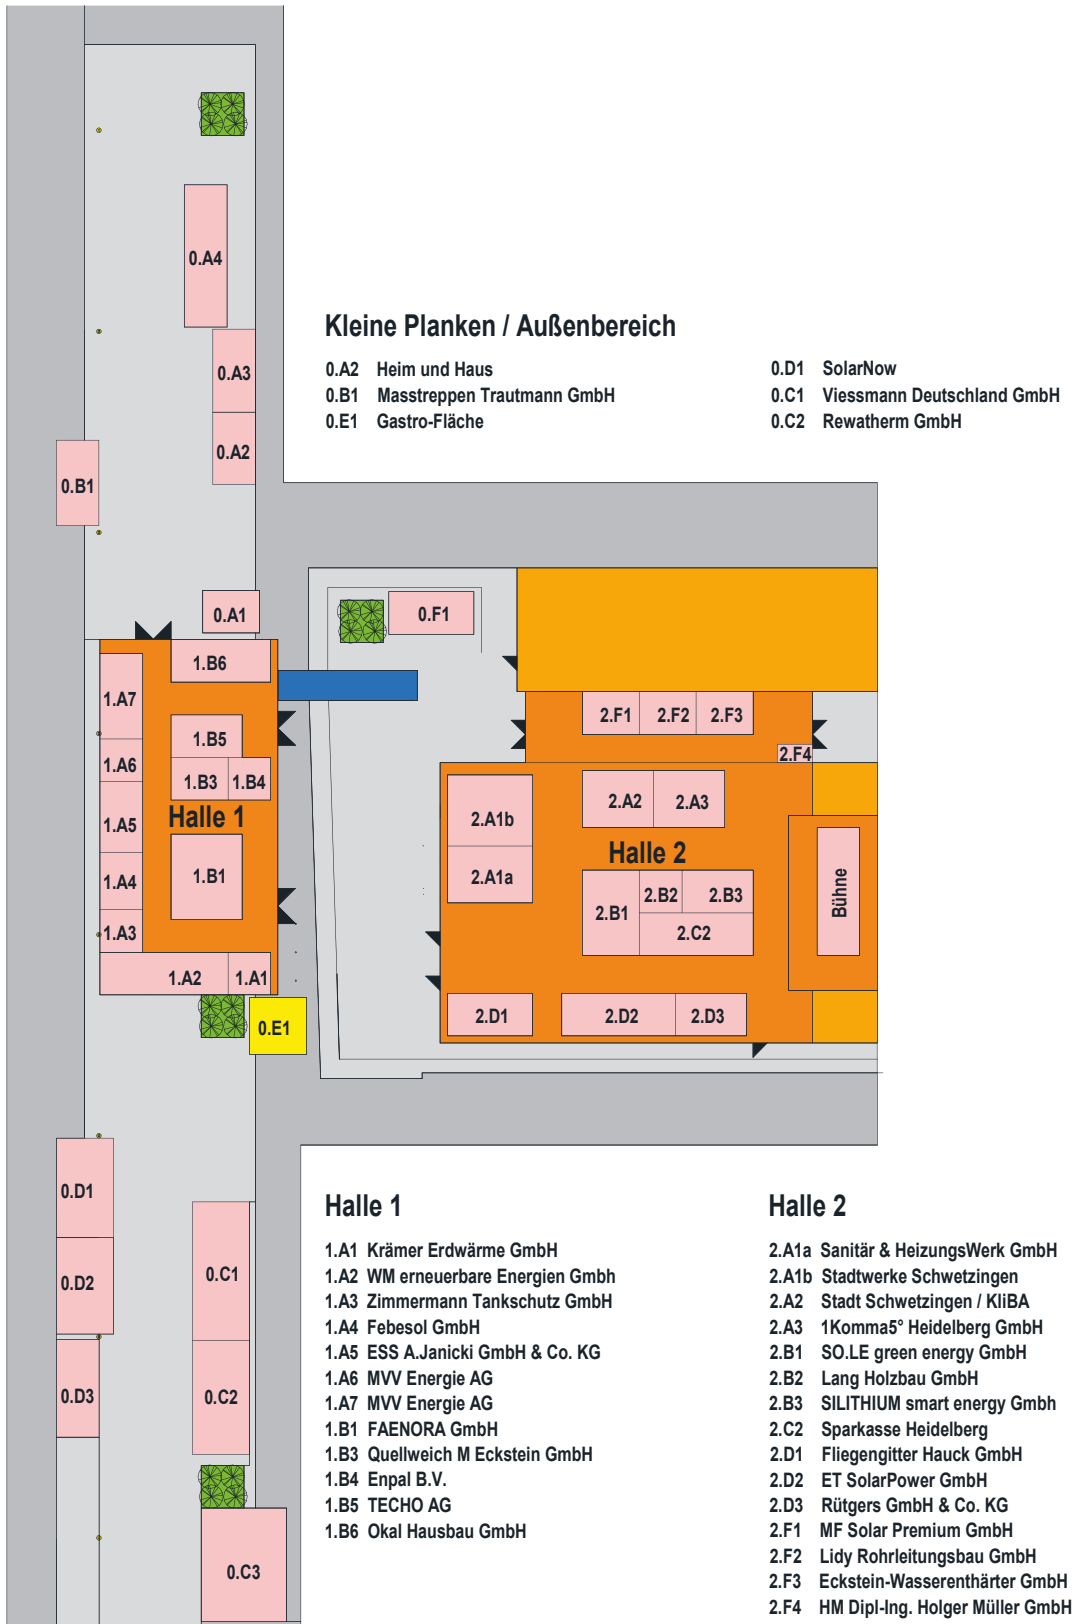 0.A4
Kleine Planken / Außenbereich
0.A3
0.A2 Heim und Haus
0.B1 Masstreppen Trautmann GmbH
0.E1 Gastro-Fläche
0.D1 SolarNow
0.C1 Viessmann Deutschland GmbH
0.C2 Rewatherm GmbH
0.A2
0.B1
0.A1
0.F1
1.B6
1.A7
1.B5
1.A6
1.B3
1.B4
Halle 1
1.A5
1.B1
1.A4
1.A3
1.A2
1.A1
0.E1
2.F1
2.F2
2.F3
2.F4
2.A2
2.A3
2.A1b
Halle 2
2.A1a
2.B2
2.B3
2.B1
2.C2
Bühne
2.D1
2.D2
2.D3
0.D1
0.D2
0.C1
0.D3
0.C2
0.C3
Halle 1
1.A1 Krämer Erdwärme GmbH
1.A2 WM erneuerbare Energien Gmbh
1.A3 Zimmermann Tankschutz GmbH
1.A4 Febesol GmbH
1.A5 ESS A.Janicki GmbH & Co. KG
1.A6 MVV Energie AG
1.A7 MVV Energie AG
1.B1 FAENORA GmbH
1.B3 Quellweich M Eckstein GmbH
1.B4 Enpal B.V.
1.B5 TECHO AG
1.B6 Okal Hausbau GmbH
Halle 2
2.A1a Sanitär & HeizungsWerk GmbH
2.A1b Stadtwerke Schwetzingen
2.A2 Stadt Schwetzingen / KliBA
2.A3 1Komma5° Heidelberg GmbH
2.B1 SO.LE green energy GmbH
2.B2 Lang Holzbau GmbH
2.B3 SILITHIUM smart energy Gmbh
2.C2 Sparkasse Heidelberg
2.D1 Fliegengitter Hauck GmbH
2.D2 ET SolarPower GmbH
2.D3 Rütgers GmbH & Co. KG
2.F1 MF Solar Premium GmbH
2.F2 Lidy Rohrleitungsbau GmbH
2.F3 Eckstein-Wasserenthärter GmbH
2.F4 HM Dipl-Ing. Holger Müller GmbH